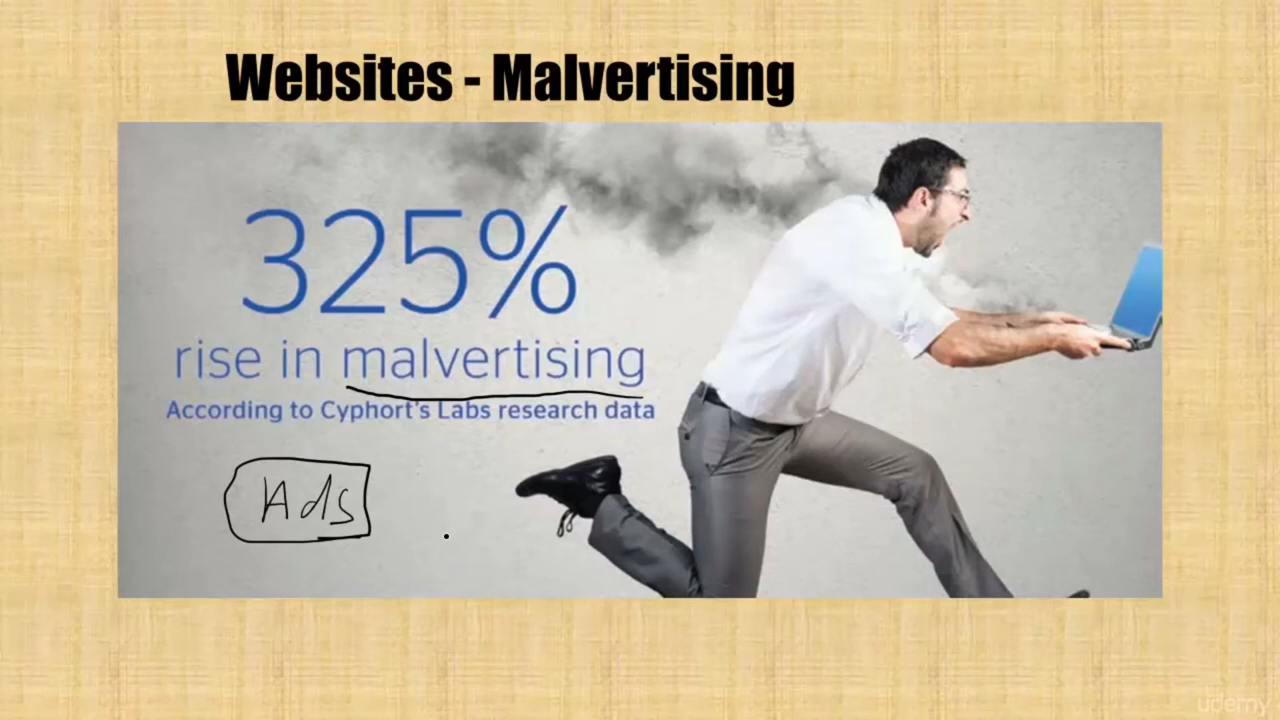 Websites - Malvertising
325%
rise in malvertising
According to Cyphort's Labs research data
Ads
udemy